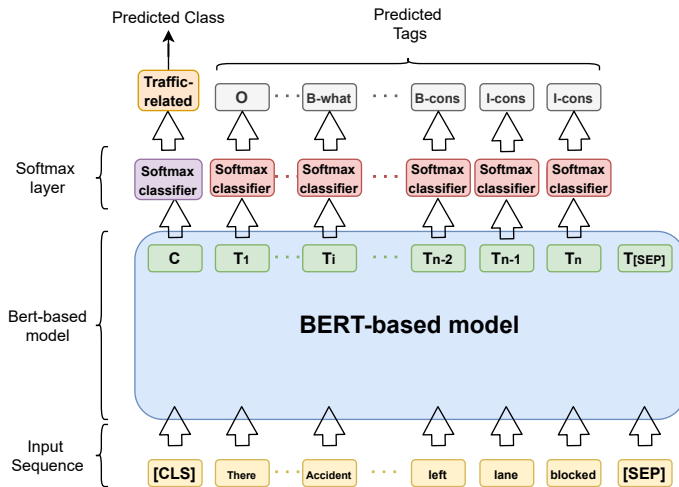 Predicted Class
Predicted
Tags
Traffic-
related
O
B-what
B-cons
I-cons
I-cons
Softmax
layer
Softmax
classifier
Softmax
classifier
Softmax
classifier
Softmax
classifier
Softmax
classifier
Softmax
classifier
C
T1
Ti
Tn-2
Tn-1
Tn
T[SEP]
Bert-based
model
BERT-based model
Input
Sequence
[CLS]
There
Accident
left
lane
blocked
[SEP]